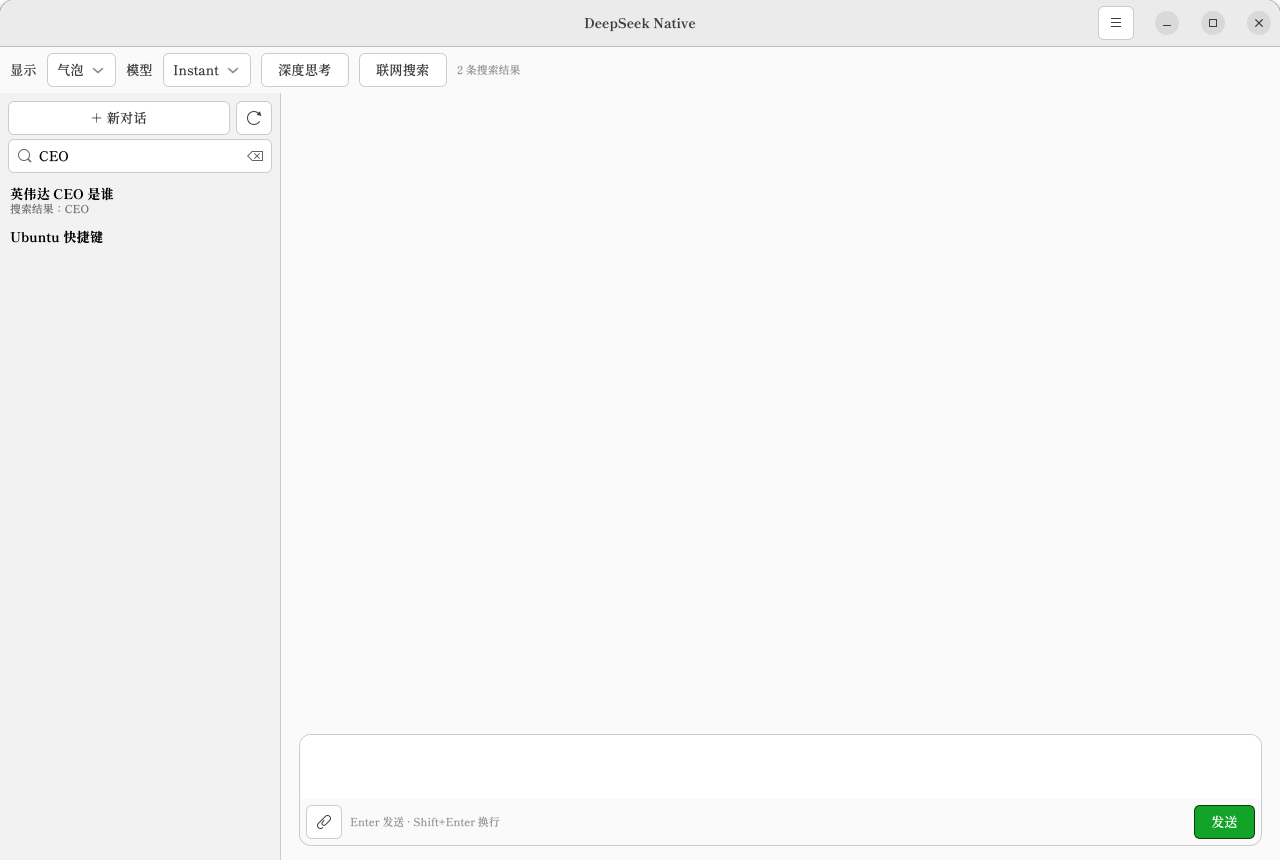 DeepSeek Native
显示 气泡 模型 Instant 深度思考 联网搜索 2 条搜索结果
新对话
CEO
英伟达 CEO 是谁
搜索结果：CEO
Ubuntu 快捷键
Enter 发送 · Shift+Enter 换行
发送